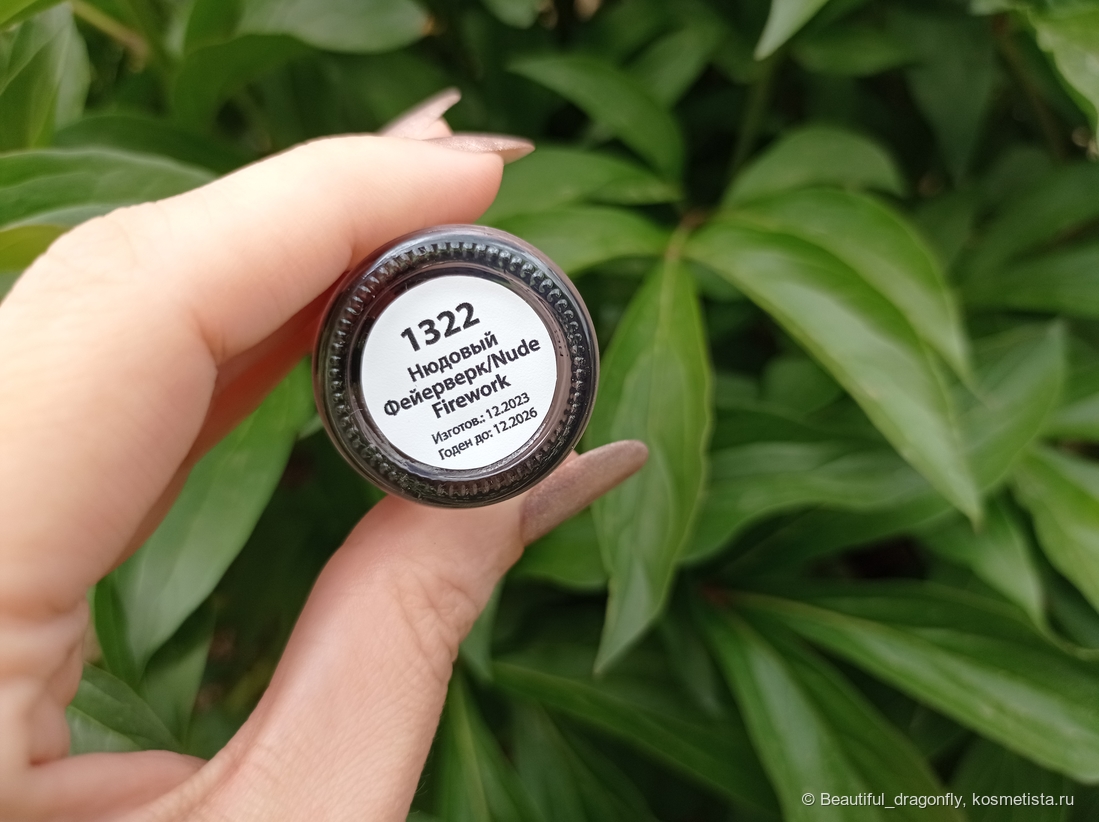 1322
Нюдовый
Фейерверк/Nude
Firework
Изготов.: 12.2023
Годен до: 12.2026
© Beautiful_dragonfly, kosmetista.ru